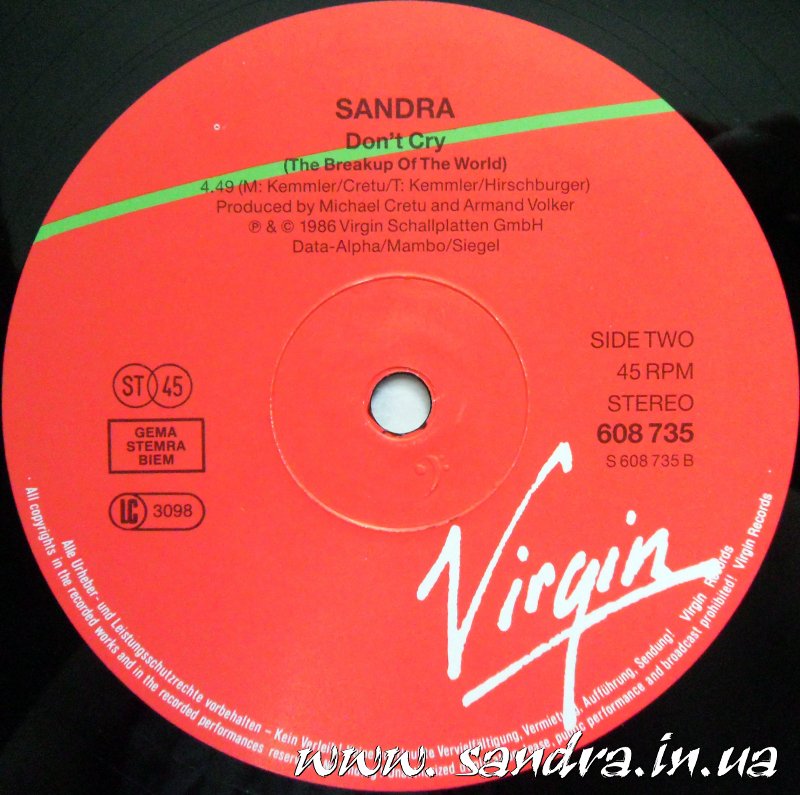 SANDRA
Don't Cry
(The Breakup Of The World)
4.49 (M: Kemmler/Cretu/T: Kemmler/Hirschburger)
Produced by Michael Cretu and Armand Volker
℗ & © 1986 Virgin Schallplatten GmbH
Data-Alpha/Mambo/Siegel
SIDE TWO
45 RPM
STEREO
608 735
S 608 735 B
ST 45
GEMA
STEMRA
BIEM
LC 3098
Virgin
Alle Urheber- und Leistungsschutzrechte vorbehalten – Kein Verleih! Vervielfältigung, Vermietung, Aufführung, Sendung! Virgin Records
All copyrights in the recorded works and in the recorded performances public performance and broadcast prohibited! Virgin Records
www.sandra.in.ua